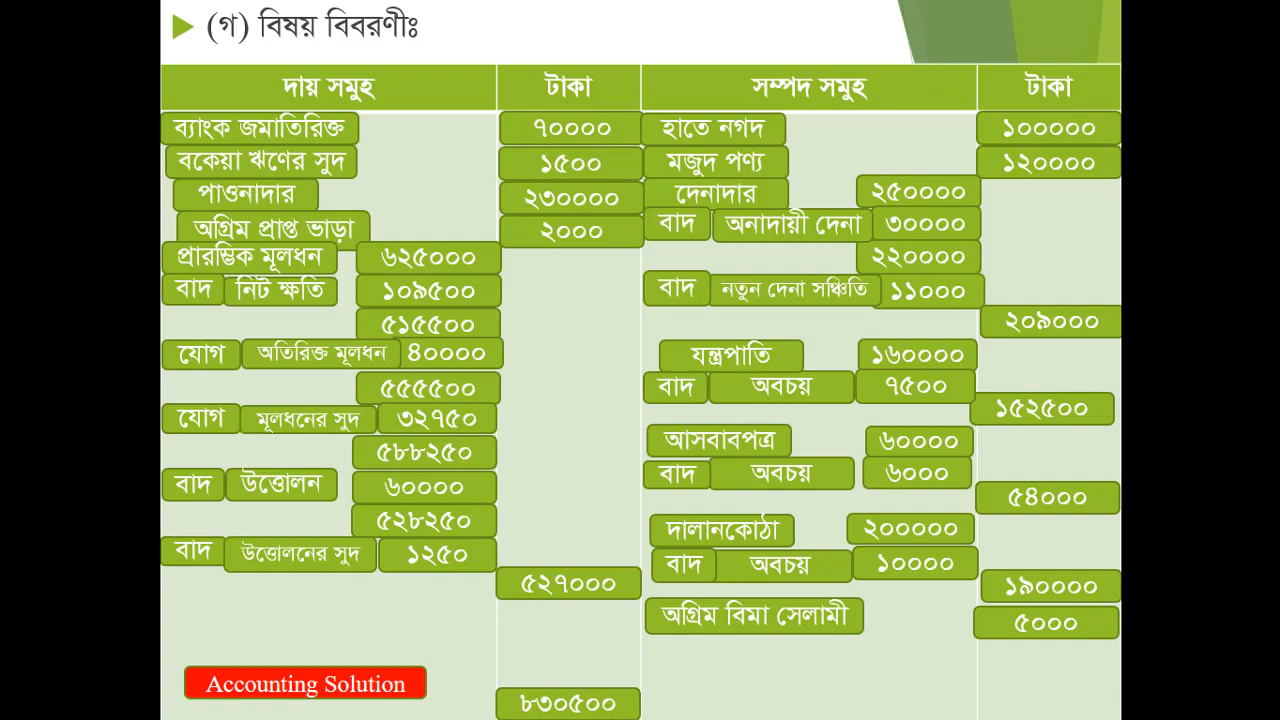 (গ) বিষয় বিবরণীঃ
দায় সমুহ টাকা সম্পদ সমুহ টাকা
ব্যাংক জমাতিরিক্ত ৭০০০০ হাতে নগদ ১০০০০০
বকেয়া ঋণের সুদ ১৫০০ মজুদ পণ্য ১২০০০০
পাওনাদার ২৩০০০০ দেনাদার ২৫০০০০
অগ্রিম প্রাপ্ত ভাড়া ২০০০ বাদ অনাদায়ী দেনা ৩০০০০
প্রারম্ভিক মূলধন ৬২৫০০০ ২২০০০০
বাদ নিট ক্ষতি ১০৯৫০০ বাদ নতুন দেনা সঞ্চিতি ১১০০০
৫১৫৫০০ ২০৯০০০
যোগ অতিরিক্ত মূলধন ৪০০০০ যন্ত্রপাতি ১৬০০০০
৫৫৫৫০০ বাদ অবচয় ৭৫০০
যোগ মূলধনের সুদ ৩২৭৫০ ১৫২৫০০
৫৮৮২৫০ আসবাবপত্র ৬০০০০
বাদ উত্তোলন ৬০০০০ বাদ অবচয় ৬০০০
৫৪০০০
৫২৮২৫০ দালানকোঠা ২০০০০০
বাদ উত্তোলনের সুদ ১২৫০ বাদ অবচয় ১০০০০
৫২৭০০০ ১৯০০০০
অগ্রিম বিমা সেলামী ৫০০০
Accounting Solution
৮৩০৫০০